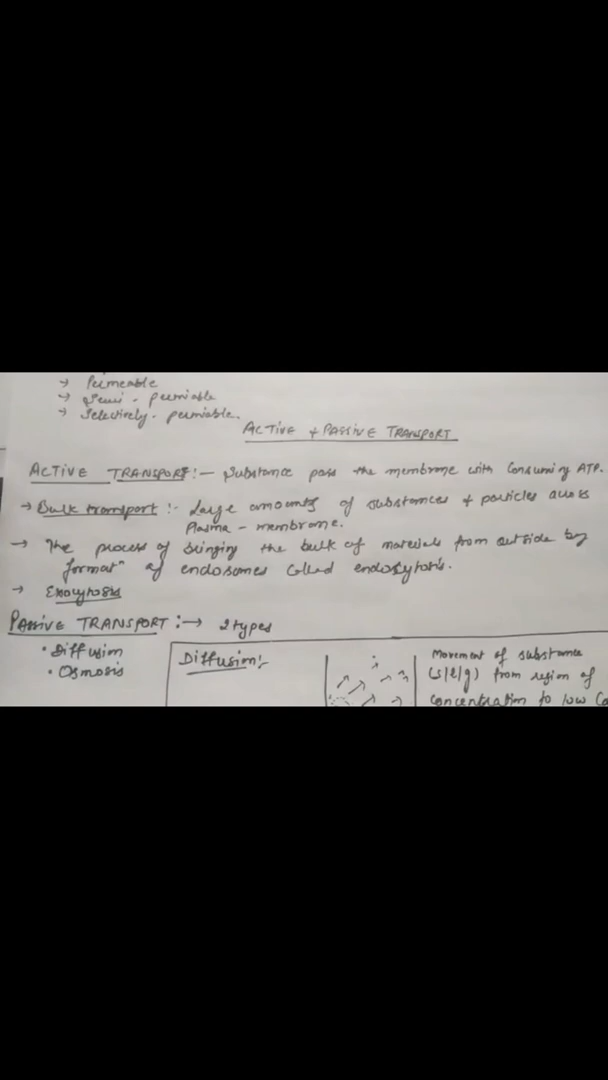 → Permeable
→ Semi - permiable
→ Selectively - permiable.
ACTIVE + PASSIVE TRANSPORT
ACTIVE TRANSPORT :- Substance pass the membrane with Consuming ATP.
→ Bulk transport :- Large amounts of substances + particles across
Plasma - membrane.
→ The process of bringing the bulk of materials from outside by
format" of endosomes called endocytosis.
→ Exocytosis
PASSIVE TRANSPORT :→ 2 types
• Diffusion
• Osmosis
Diffusion:-
Movement of substance
(s/l/g) from region of
concentration to low Co